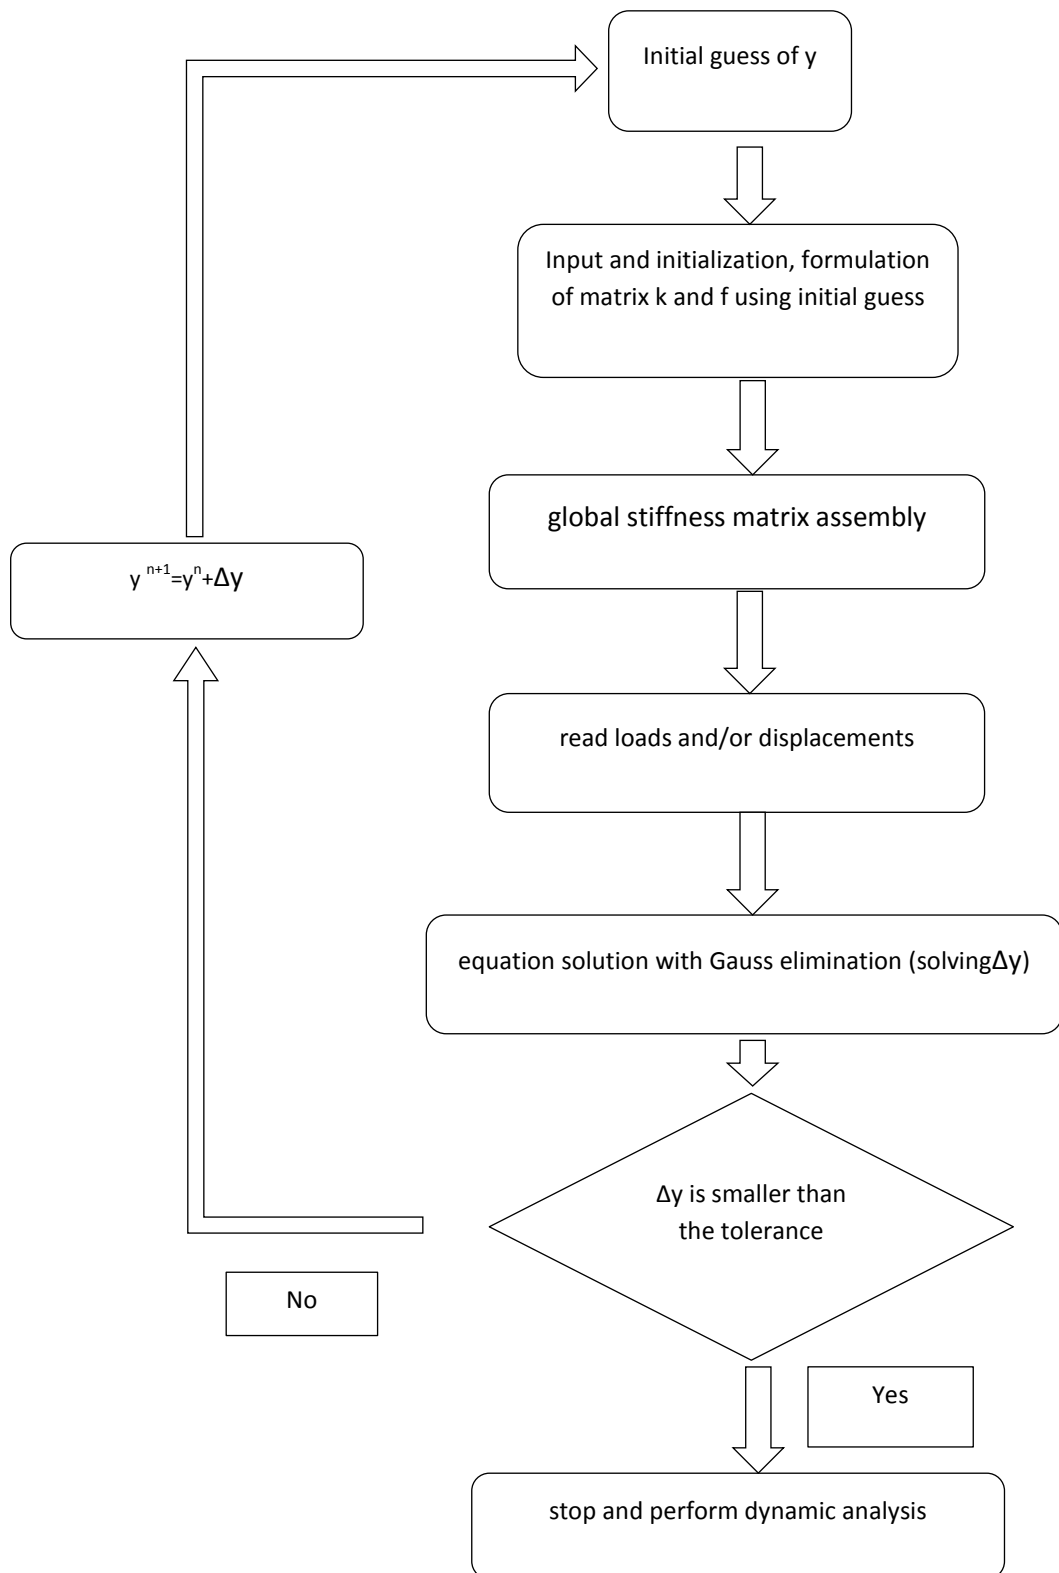 Initial guess of y
Input and initialization, formulation
of matrix k and f using initial guess
global stiffness matrix assembly
y ⁿ⁺¹=yⁿ+Δy
read loads and/or displacements
equation solution with Gauss elimination (solvingΔy)
Δy is smaller than
the tolerance
No
Yes
stop and perform dynamic analysis